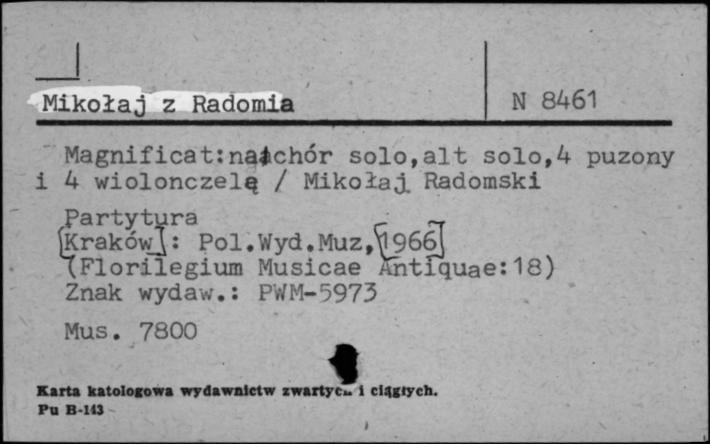 Mikołaj z Radomia
N 8461
Magnificat:na chór solo,alt solo,4 puzony
i 4 wiolonczelę / Mikołaj Radomski
Partytura
[Kraków]: Pol.Wyd.Muz,[1966]
(Florilegium Musicae Antiquae:18)
Znak wydaw.: PWM-5973
Mus. 7800
Karta katologowa wydawnictw zwartych i ciągłych.
Pu B-143